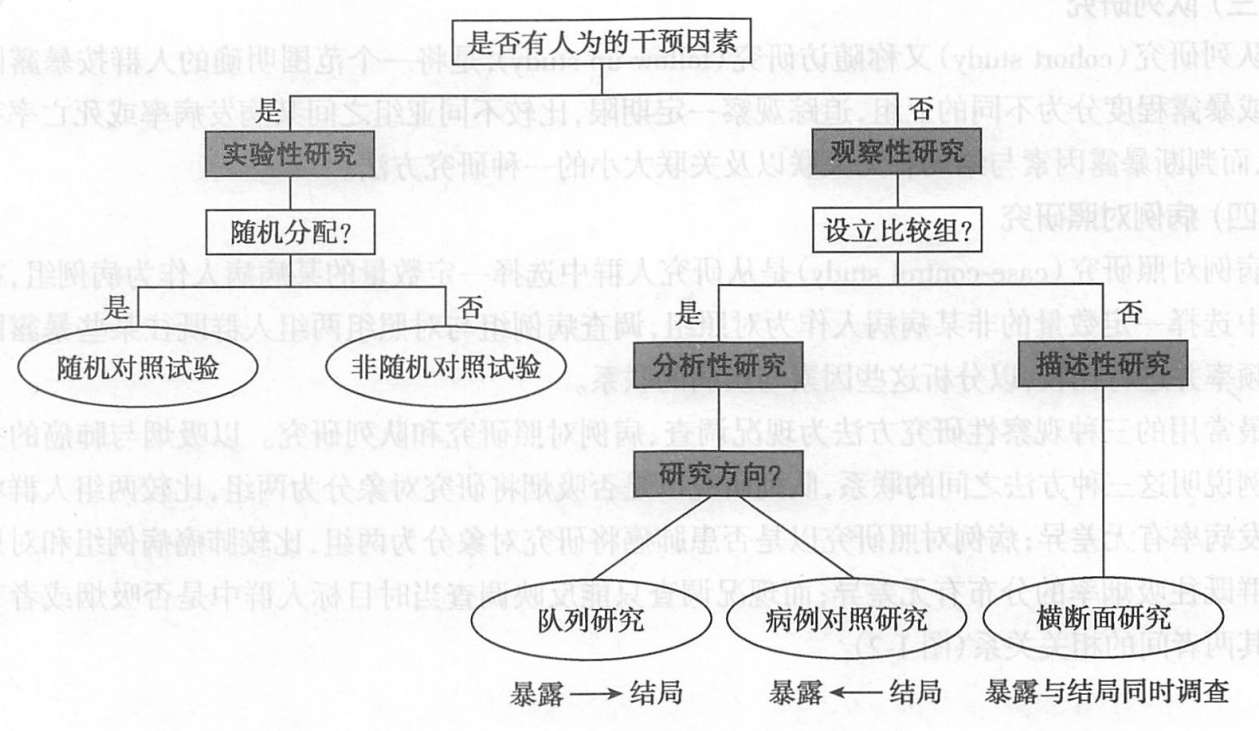 是否有人为的干预因素
是 否
实验性研究 观察性研究
随机分配? 设立比较组?
是 否 是 否
随机对照试验 非随机对照试验 分析性研究 描述性研究
研究方向?
队列研究 病例对照研究 横断面研究
暴露→结局 暴露←结局 暴露与结局同时调查